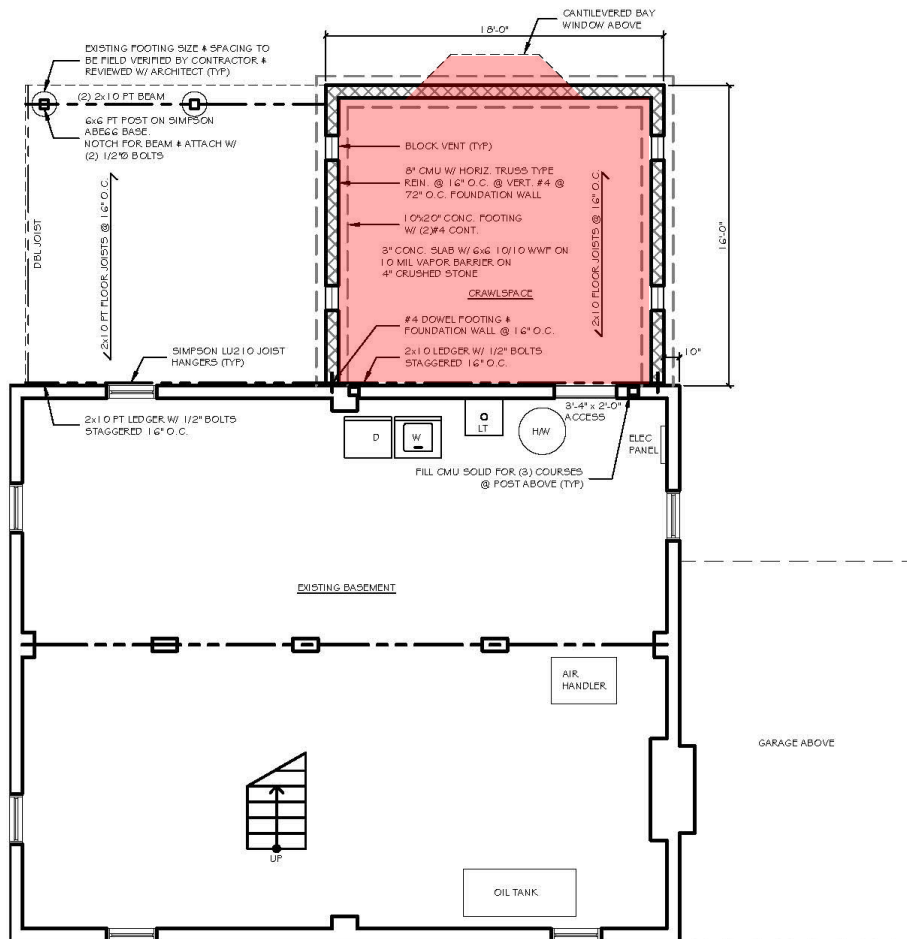 CANTILEVERED BAY
WINDOW ABOVE
18'-0"
EXISTING FOOTING SIZE & SPACING TO
BE FIELD VERIFIED BY CONTRACTOR &
REVIEWED W/ ARCHITECT (TYP)
(2) 2x10 PT BEAM
6x6 PT POST ON SIMPSON
ABE66 BASE.
NOTCH FOR BEAM & ATTACH W/
(2) 1/2"Ø BOLTS
DBL JOIST
2x10 PT FLOOR JOISTS @ 16" O.C.
BLOCK VENT (TYP)
8" CMU W/ HORIZ. TRUSS TYPE
REIN. @ 16" O.C. @ VERT. #4 @
72" O.C. FOUNDATION WALL
10"x20" CONC. FOOTING
W/ (2)#4 CONT.
3" CONC. SLAB W/ 6x6 10/10 WWF ON
10 MIL VAPOR BARRIER ON
4" CRUSHED STONE
CRAWLSPACE
2x10 FLOOR JOISTS @ 16" O.C.
16'-0"
#4 DOWEL FOOTING &
FOUNDATION WALL @ 16" O.C.
2x10 LEDGER W/ 1/2" BOLTS
STAGGERED 16" O.C.
10"
SIMPSON LU210 JOIST
HANGERS (TYP)
2x10 PT LEDGER W/ 1/2" BOLTS
STAGGERED 16" O.C.
3'-4" x 2'-0"
ACCESS
D
W
LT
H/W
ELEC
PANEL
FILL CMU SOLID FOR (3) COURSES
@ POST ABOVE (TYP)
EXISTING BASEMENT
AIR
HANDLER
GARAGE ABOVE
UP
OIL TANK